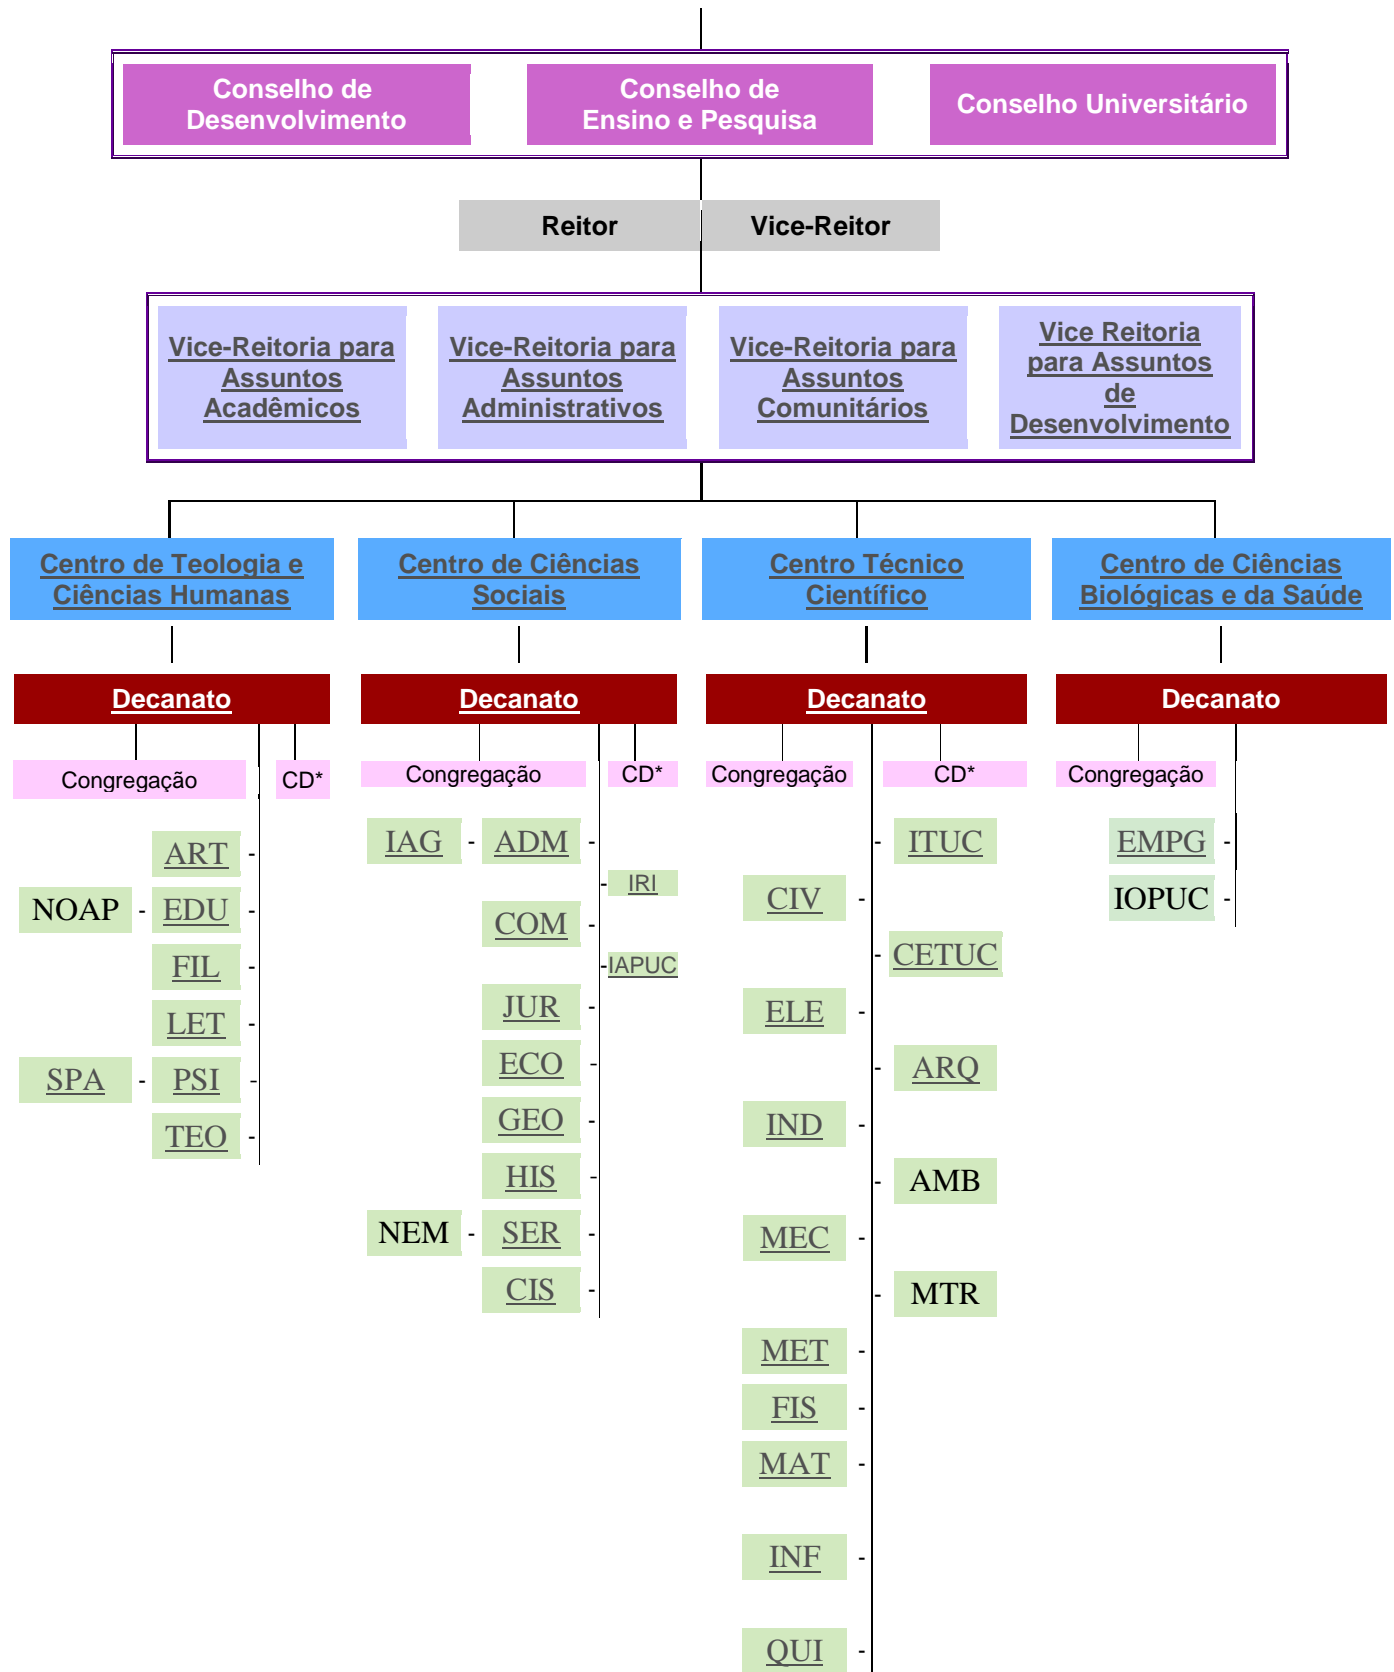 Conselho de
Desenvolvimento
Conselho de
Ensino e Pesquisa
Conselho Universitário
Reitor
Vice-Reitor
Vice-Reitoria para
Assuntos
Acadêmicos
Vice-Reitoria para
Assuntos
Administrativos
Vice-Reitoria para
Assuntos
Comunitários
Vice Reitoria
para Assuntos
de
Desenvolvimento
Centro de Teologia e
Ciências Humanas
Centro de Ciências
Sociais
Centro Técnico
Científico
Centro de Ciências
Biológicas e da Saúde
Decanato
Decanato
Decanato
Decanato
Congregação
CD*
Congregação
CD*
Congregação
CD*
Congregação
ART -
NOAP - EDU -
FIL -
LET -
SPA - PSI -
TEO -
IAG - ADM -
- IRI
COM -
- IAPUC
JUR -
ECO -
GEO -
HIS -
NEM - SER -
CIS -
- ITUC
CIV -
- CETUC
ELE -
- ARQ
IND -
- AMB
MEC -
- MTR
MET -
FIS -
MAT -
INF -
QUI -
EMPG -
IOPUC -